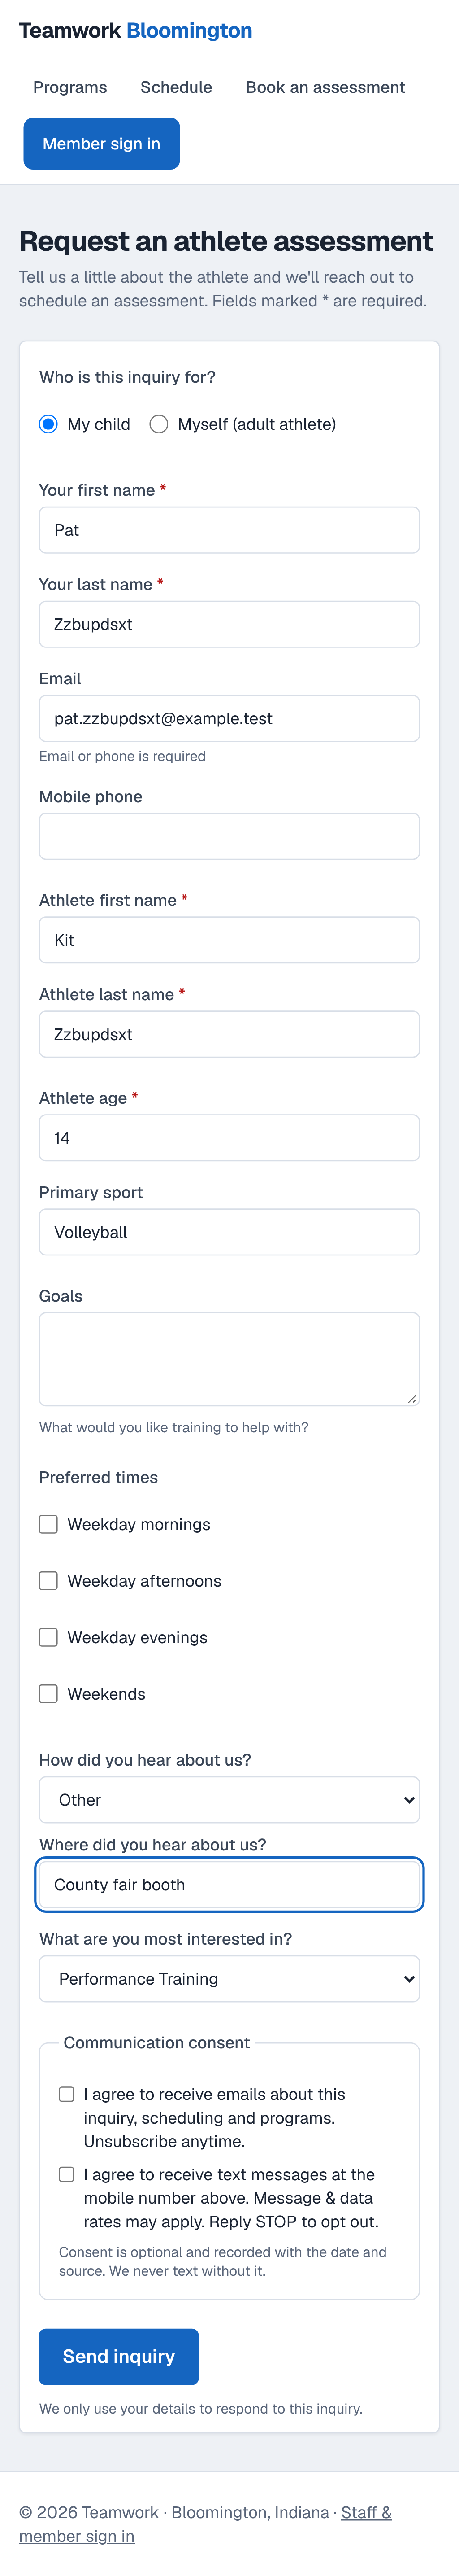 Teamwork Bloomington
Programs Schedule Book an assessment
Member sign in
Request an athlete assessment
Tell us a little about the athlete and we'll reach out to
schedule an assessment. Fields marked * are required.
Who is this inquiry for?
My child Myself (adult athlete)
Your first name *
Pat
Your last name *
Zzbupdsxt
Email
pat.zzbupdsxt@example.test
Email or phone is required
Mobile phone
Athlete first name *
Kit
Athlete last name *
Zzbupdsxt
Athlete age *
14
Primary sport
Volleyball
Goals
What would you like training to help with?
Preferred times
Weekday mornings
Weekday afternoons
Weekday evenings
Weekends
How did you hear about us?
Other
Where did you hear about us?
County fair booth
What are you most interested in?
Performance Training
Communication consent
I agree to receive emails about this
inquiry, scheduling and programs.
Unsubscribe anytime.
I agree to receive text messages at the
mobile number above. Message & data
rates may apply. Reply STOP to opt out.
Consent is optional and recorded with the date and
source. We never text without it.
Send inquiry
We only use your details to respond to this inquiry.
© 2026 Teamwork · Bloomington, Indiana · Staff &
member sign in